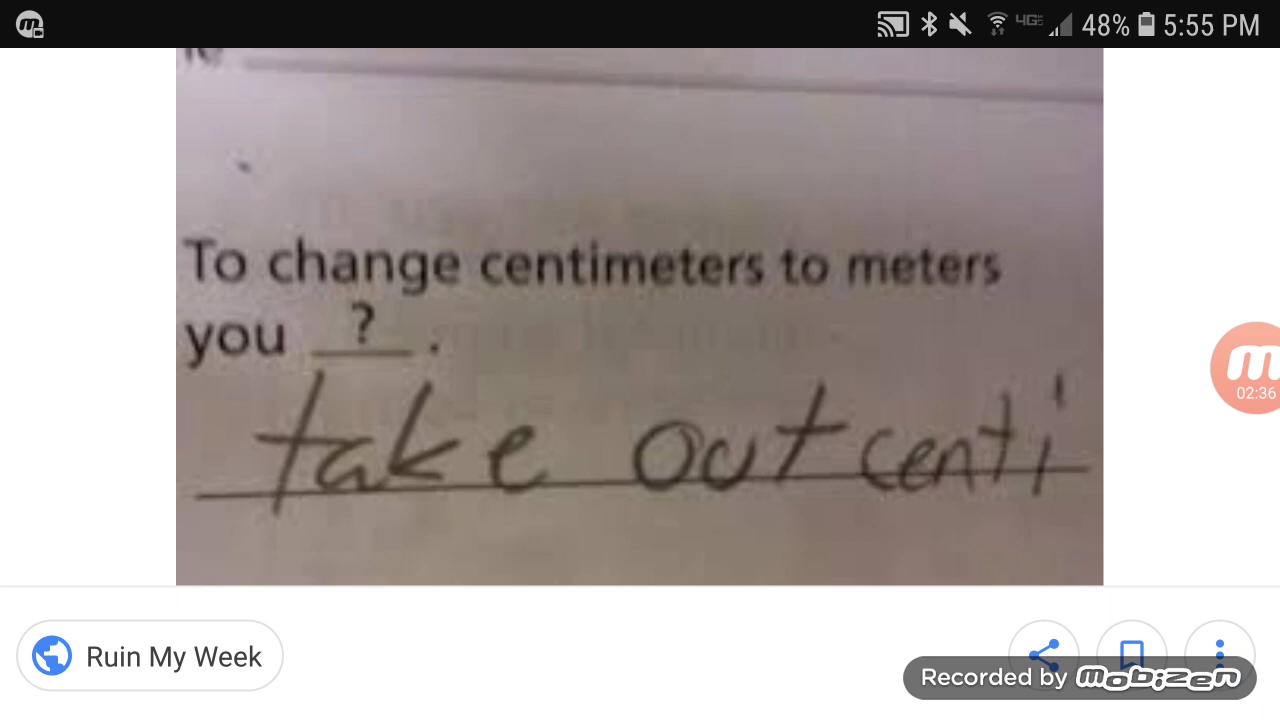 4GE 48% 5:55 PM
To change centimeters to meters
you ? .
take out centi
02:36
Ruin My Week
Recorded by mobizen